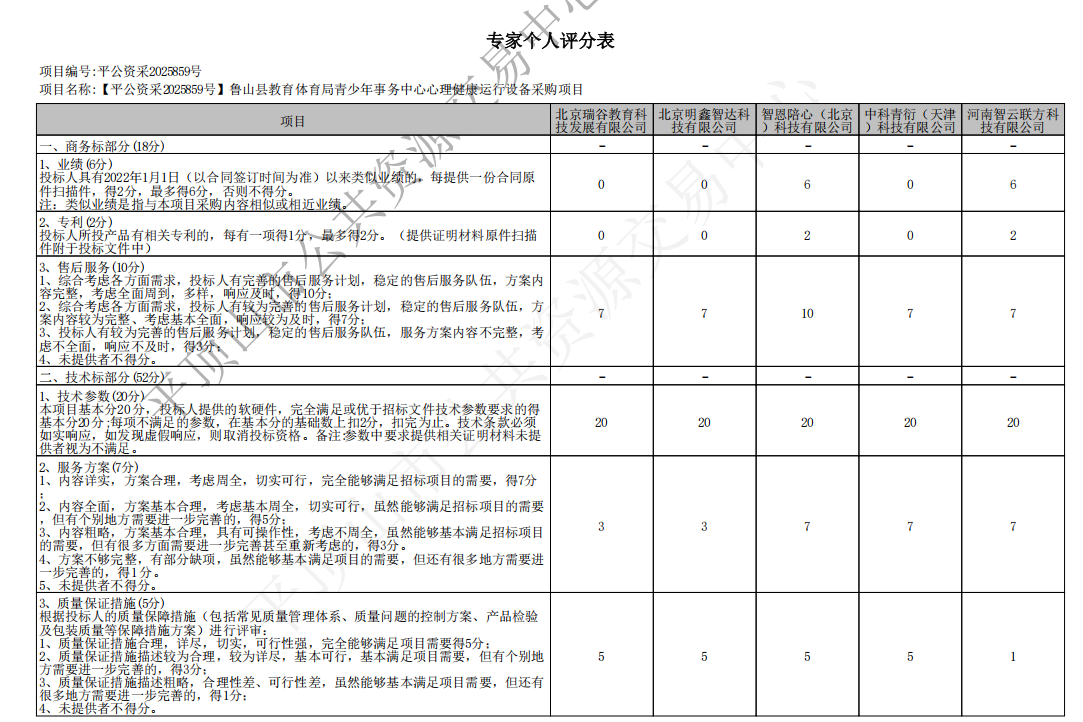 专家个人评分表
项目编号:平公资采2025859号
项目名称:【平公资采2025859号】鲁山县教育体育局青少年事务中心心理健康运行设备采购项目
项目
北京瑞谷教育科
技发展有限公司
北京明鑫智达科
技有限公司
智恩陪心（北京
）科技有限公司
中科青衍（天津
）科技有限公司
河南智云联方科
技有限公司
一、商务标部分(18分)
－ － － － －
1、业绩(6分)
投标人具有2022年1月1日（以合同签订时间为准）以来类似业绩的，每提供一份合同原
件扫描件，得2分，最多得6分，否则不得分。
注：类似业绩是指与本项目采购内容相似或相近业绩。
0 0 6 0 6
2、专利(2分)
投标人所投产品有相关专利的，每有一项得1分，最多得2分。（提供证明材料原件扫描
件附于投标文件中）
0 0 2 0 2
3、售后服务(10分)
1、综合考虑各方面需求，投标人有完善的售后服务计划，稳定的售后服务队伍，方案内
容完整，考虑全面周到，多样，响应及时，得10分；
2、综合考虑各方面需求，投标人有较为完善的售后服务计划，稳定的售后服务队伍，方
案内容较为完整、考虑基本全面，响应较为及时，得7分；
3、投标人有较为完善的售后服务计划，稳定的售后服务队伍，服务方案内容不完整，考
虑不全面，响应不及时，得3分；
4、未提供者不得分。
7 7 10 7 7
二、技术标部分(52分)
－ － － － －
1、技术参数(20分)
本项目基本分20分，投标人提供的软硬件，完全满足或优于招标文件技术参数要求的得
基本分20分;每项不满足的参数，在基本分的基础数上扣2分，扣完为止。技术条款必须
如实响应，如发现虚假响应，则取消投标资格。备注:参数中要求提供相关证明材料未提
供者视为不满足。
20 20 20 20 20
2、服务方案(7分)
1、内容详实，方案合理，考虑周全，切实可行，完全能够满足招标项目的需要，得7分
；
2、内容全面，方案基本合理，考虑基本周全，切实可行，虽然能够满足招标项目的需要
，但有个别地方需要进一步完善的，得5分；
3、内容粗略，方案基本合理，具有可操作性，考虑不周全，虽然能够基本满足招标项目
的需要，但有很多方面需要进一步完善甚至重新考虑的，得3分。
4、方案不够完整，有部分缺项，虽然能够基本满足项目的需要，但还有很多地方需要进
一步完善的，得1分。
5、未提供者不得分。
3 3 7 7 7
3、质量保证措施(5分)
根据投标人的质量保障措施（包括常见质量管理体系、质量问题的控制方案、产品检验
及包装质量等保障措施方案）进行评审:
1、质量保证措施合理，详尽，切实，可行性强，完全能够满足项目需要得5分；
2、质量保证措施描述较为合理，较为详尽，基本可行，基本满足项目需要，但有个别地
方需要进一步完善的，得3分；
3、质量保证措施描述粗略，合理性差、可行性差，虽然能够基本满足项目需要，但还有
很多地方需要进一步完善的，得1分；
4、未提供者不得分。
5 5 5 5 1
平顶山市公共资源交易中心
平顶山市公共资源交易中心